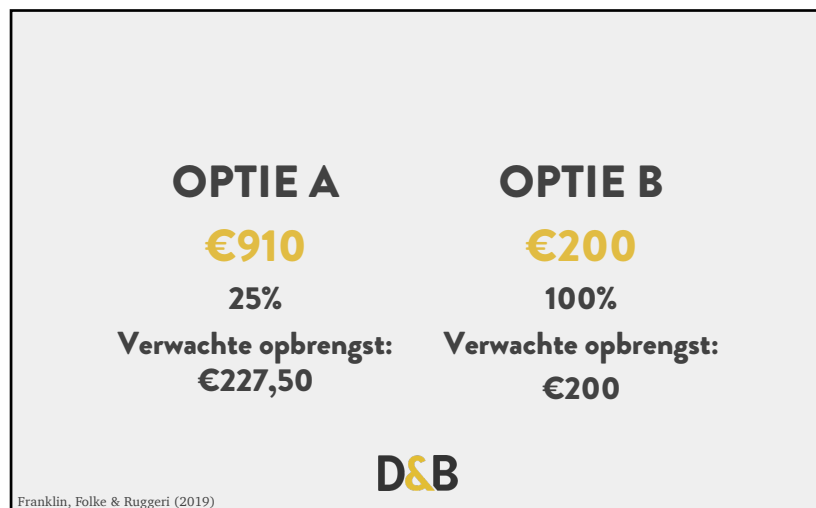 OPTIE A
€910
25%
Verwachte opbrengst:
€227,50
OPTIE B
€200
100%
Verwachte opbrengst:
€200
D&B
Franklin, Folke & Ruggeri (2019)